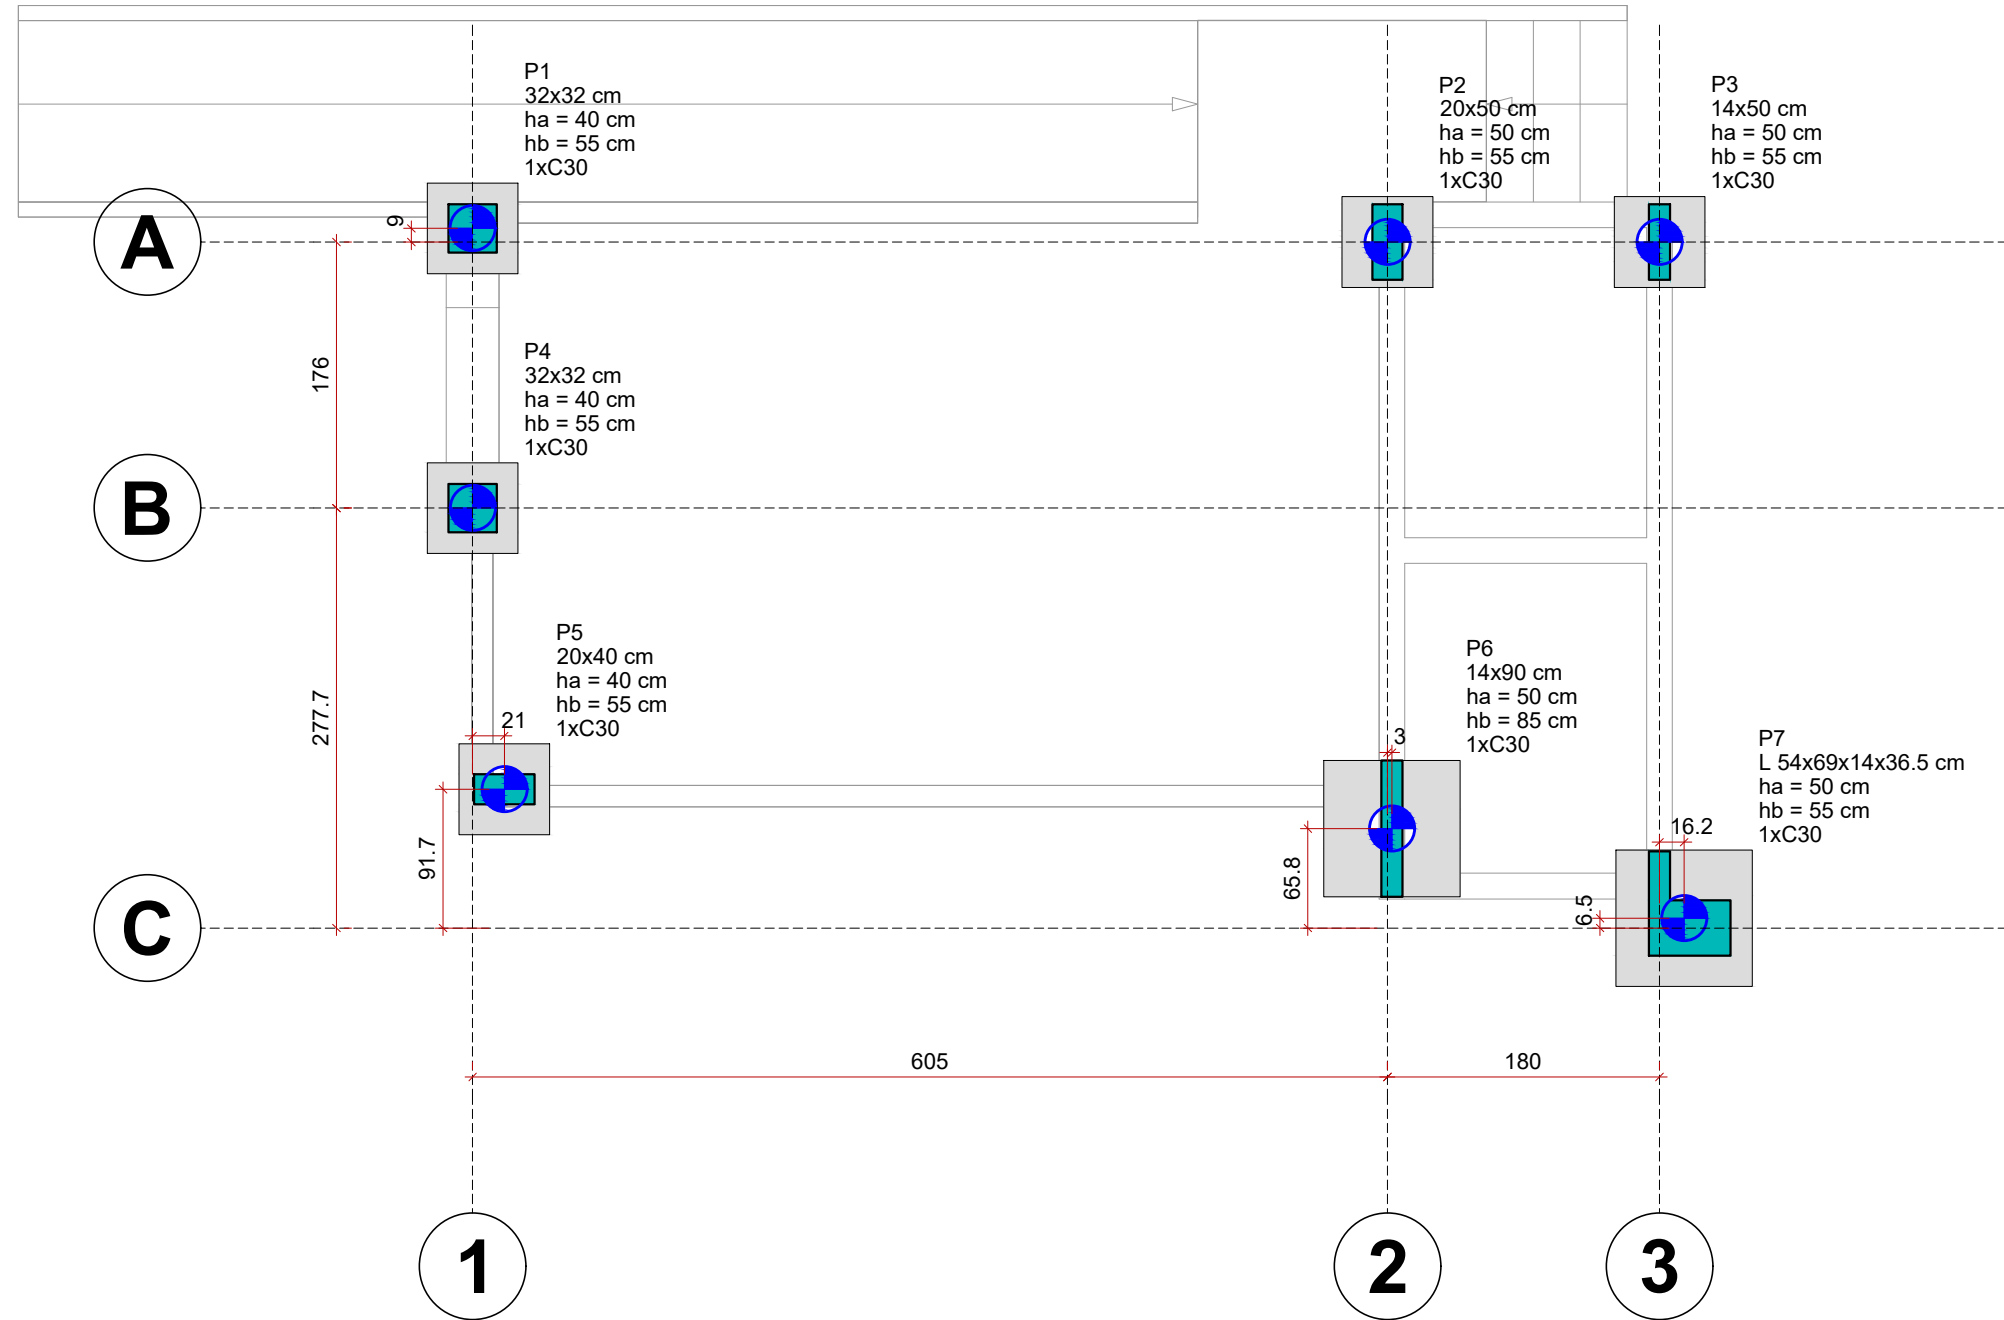 P1
32x32 cm
ha = 40 cm
hb = 55 cm
1xC30
P2
20x50 cm
ha = 50 cm
hb = 55 cm
1xC30
P3
14x50 cm
ha = 50 cm
hb = 55 cm
1xC30
A
9
176
P4
32x32 cm
ha = 40 cm
hb = 55 cm
1xC30
B
277.7
P5
20x40 cm
ha = 40 cm
hb = 55 cm
1xC30
21
91.7
P6
14x90 cm
ha = 50 cm
hb = 85 cm
1xC30
3
65.8
P7
L 54x69x14x36.5 cm
ha = 50 cm
hb = 55 cm
1xC30
16.2
6.5
C
605
180
1
2
3